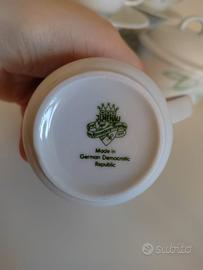 Made in
German Democratic
Republic
subito